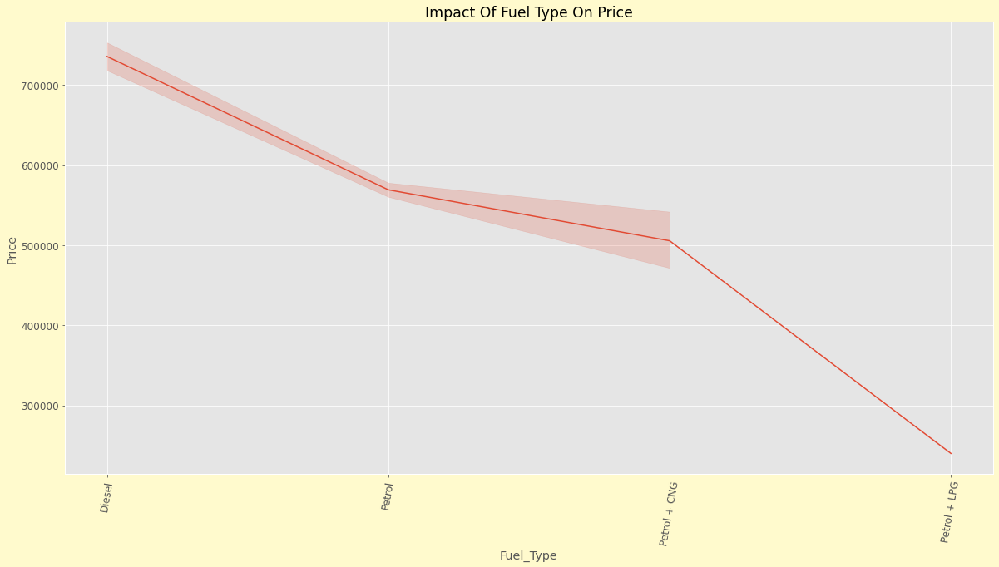 Impact Of Fuel Type On Price
700000
600000
500000
400000
300000
Price
Diesel
Petrol
Petrol + CNG
Petrol + LPG
Fuel_Type